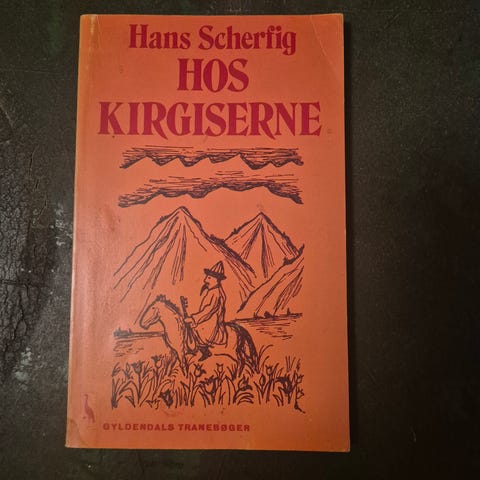 Hans Scherfig
HOS
KIRGISERNE
GYLDENDALS TRANEBØGER